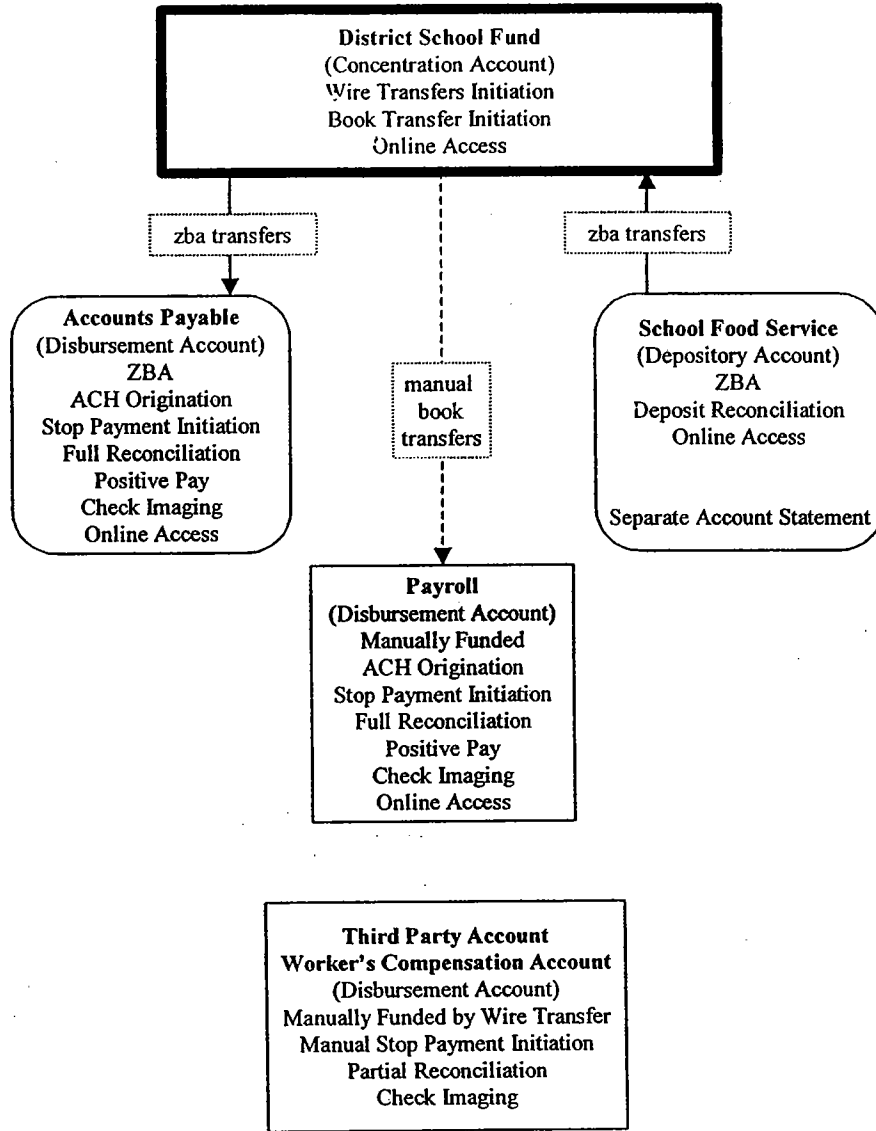 District School Fund
(Concentration Account)
Wire Transfers Initiation
Book Transfer Initiation
Online Access
zba transfers
zba transfers
Accounts Payable
(Disbursement Account)
ZBA
ACH Origination
Stop Payment Initiation
Full Reconciliation
Positive Pay
Check Imaging
Online Access
manual
book
transfers
School Food Service
(Depository Account)
ZBA
Deposit Reconciliation
Online Access
Separate Account Statement
Payroll
(Disbursement Account)
Manually Funded
ACH Origination
Stop Payment Initiation
Full Reconciliation
Positive Pay
Check Imaging
Online Access
Third Party Account
Worker's Compensation Account
(Disbursement Account)
Manually Funded by Wire Transfer
Manual Stop Payment Initiation
Partial Reconciliation
Check Imaging